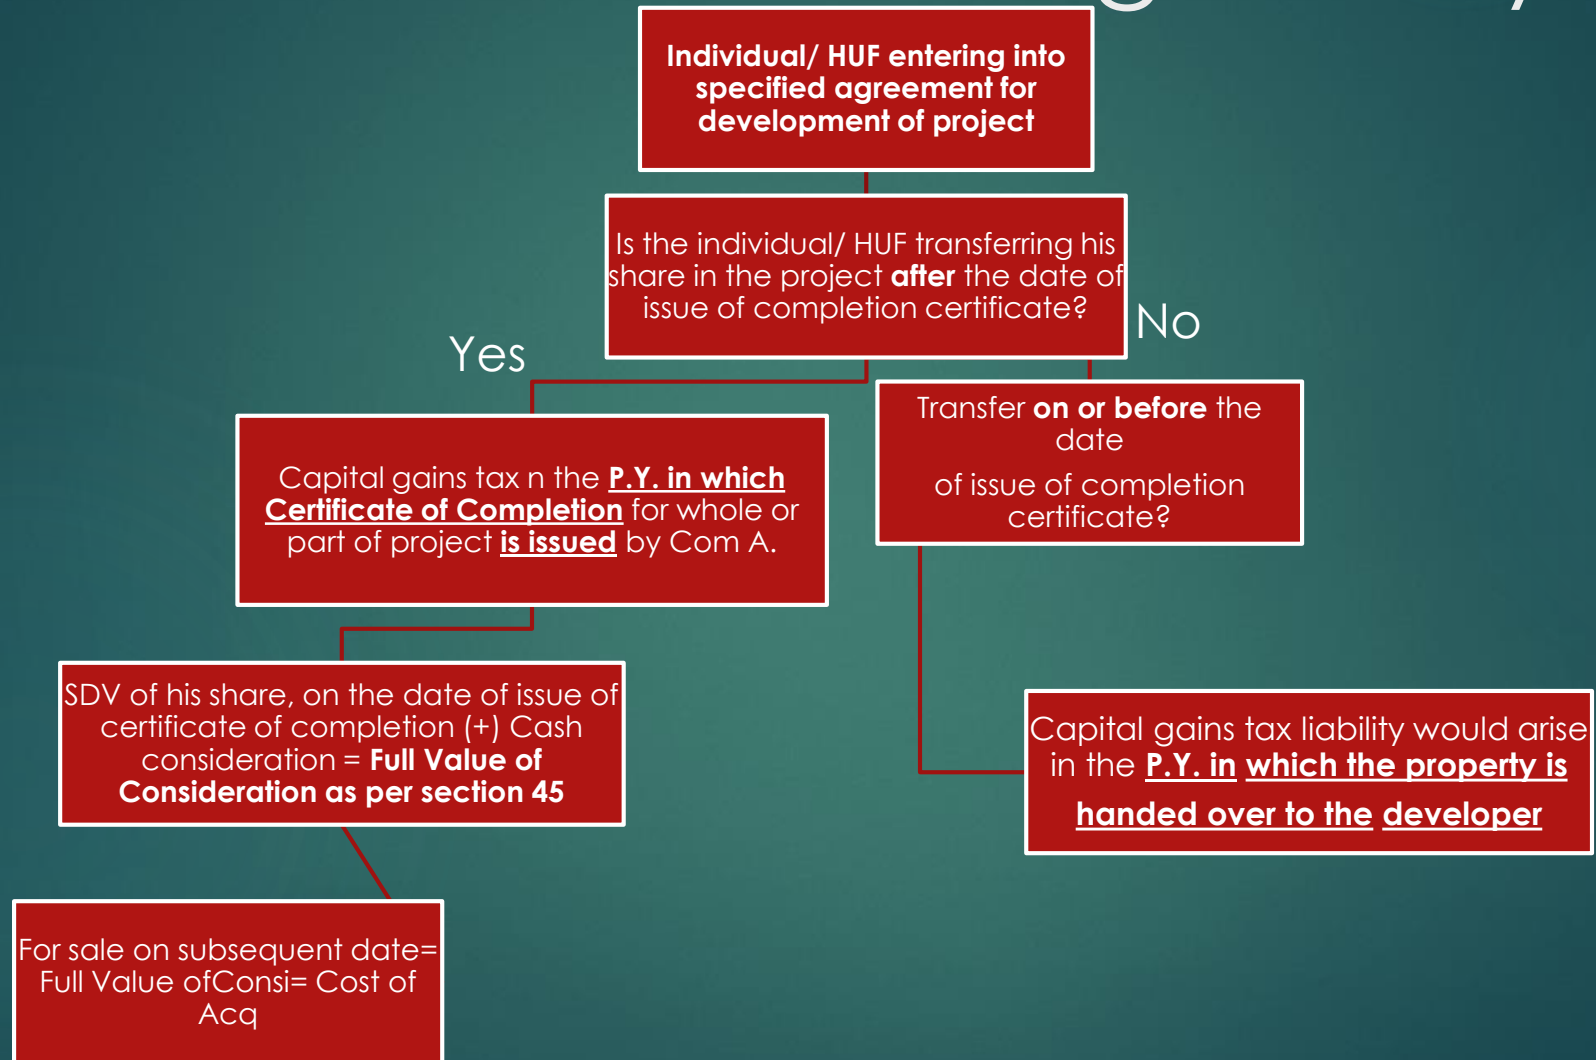 Individual/ HUF entering into
specified agreement for
development of project
Is the individual/ HUF transferring his
share in the project after the date of
issue of completion certificate?
Yes
No
Capital gains tax n the P.Y. in which
Certificate of Completion for whole or
part of project is issued by Com A.
Transfer on or before the
date
of issue of completion
certificate?
SDV of his share, on the date of issue of
certificate of completion (+) Cash
consideration = Full Value of
Consideration as per section 45
Capital gains tax liability would arise
in the P.Y. in which the property is
handed over to the developer
For sale on subsequent date=
Full Value ofConsi= Cost of
Acq